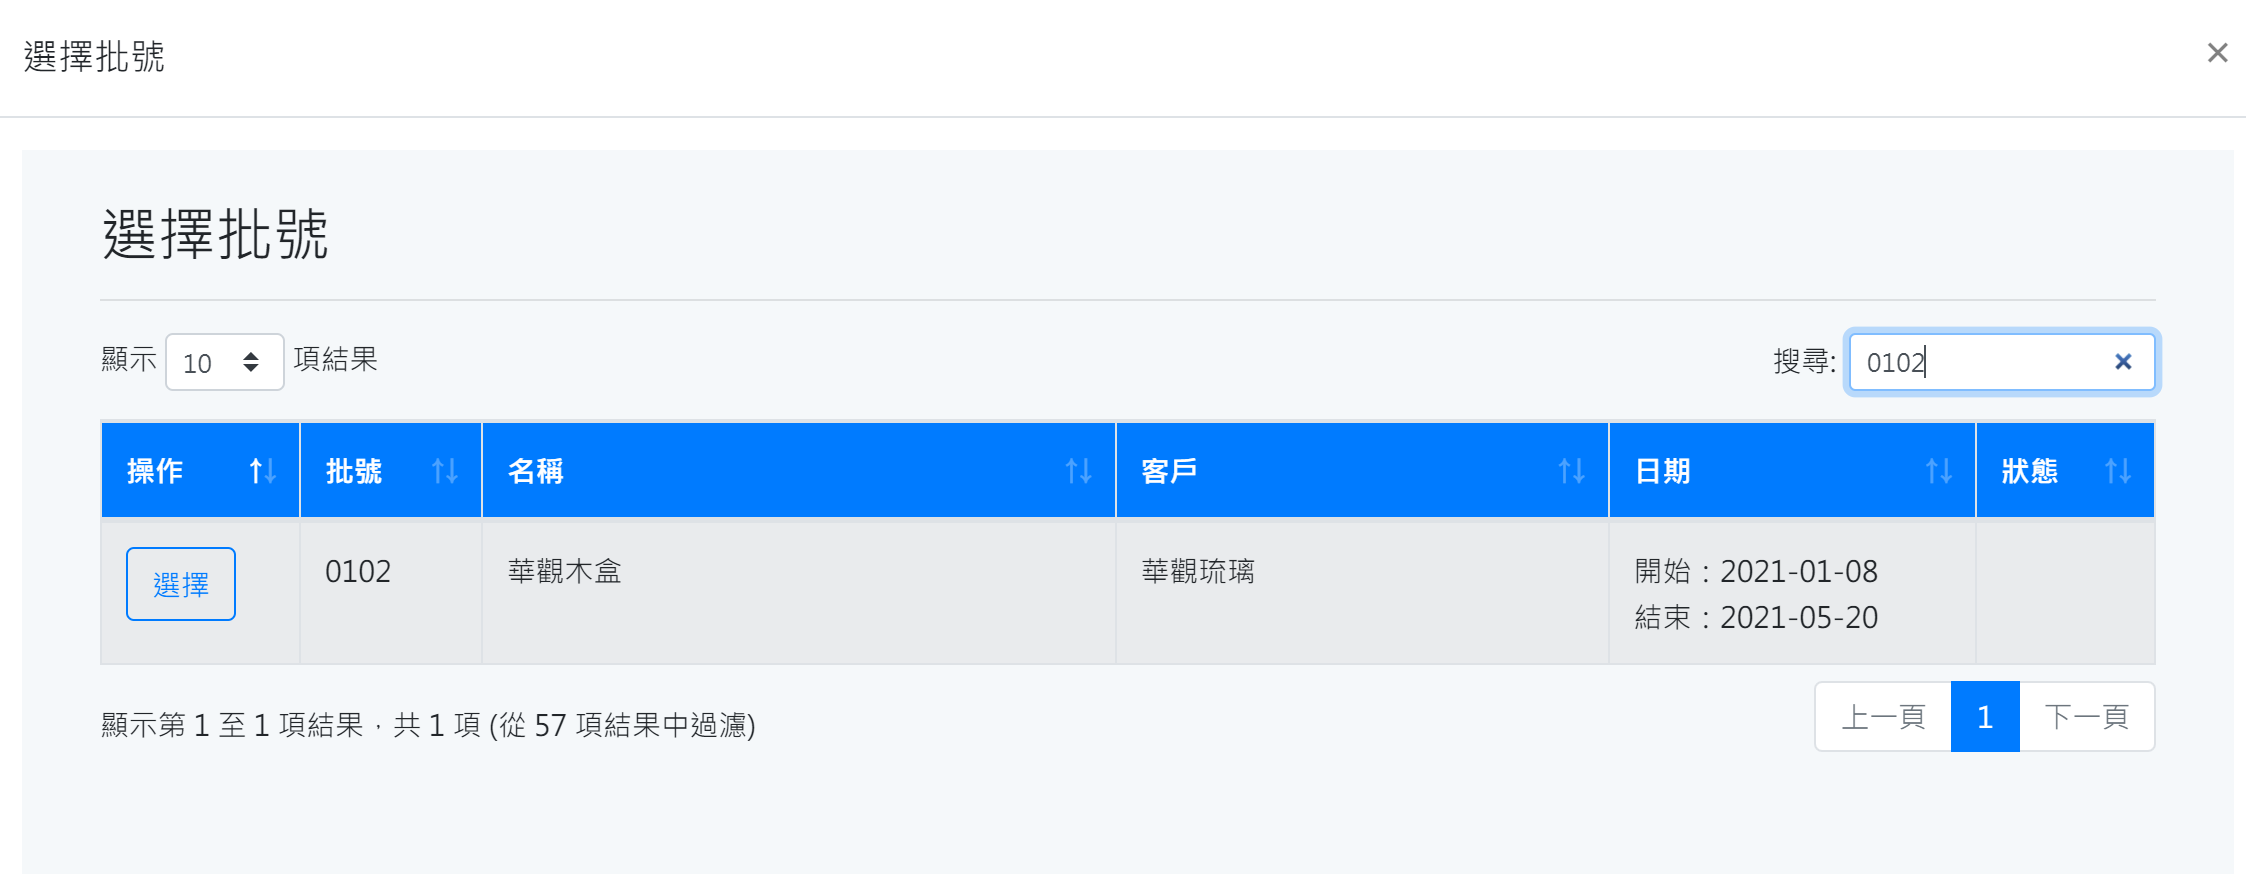 選擇批號
選擇批號
顯示 10 項結果
搜尋: 0102
操作 批號 名稱 客戶 日期 狀態
選擇 0102 華觀木盒 華觀琉璃 開始：2021-01-08
結束：2021-05-20
顯示第 1 至 1 項結果，共 1 項 (從 57 項結果中過濾)
上一頁 1 下一頁